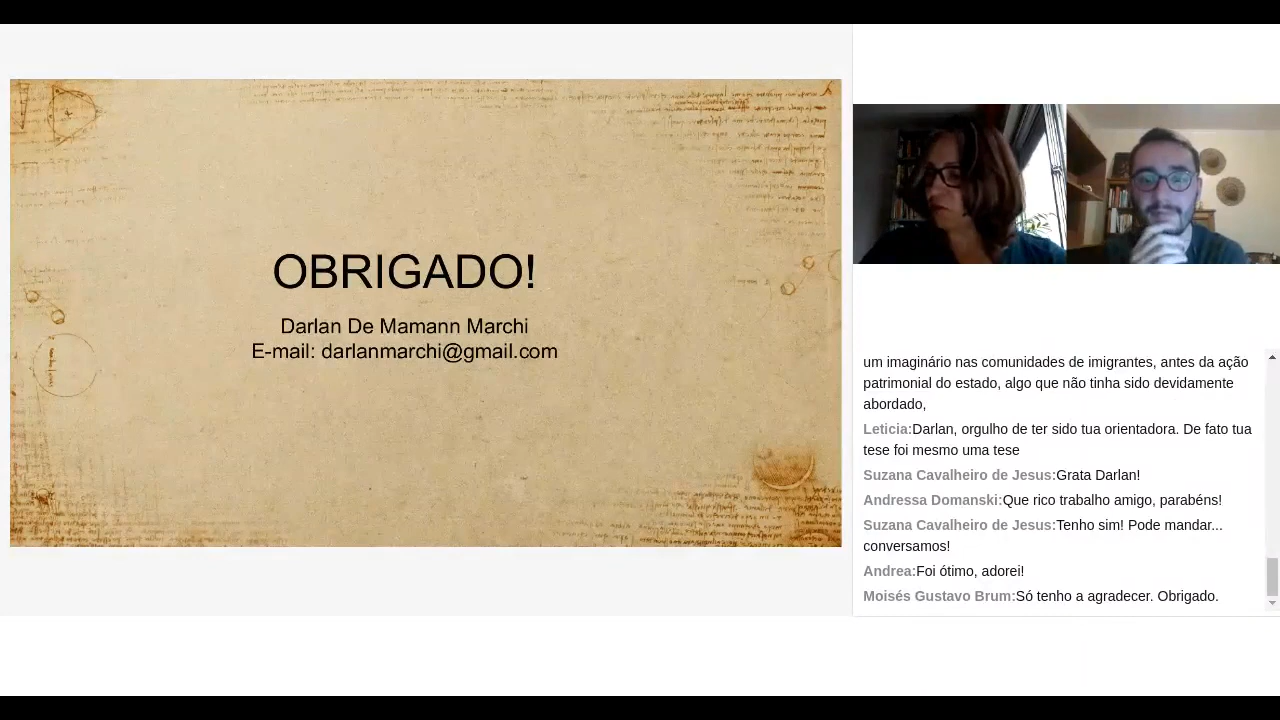 OBRIGADO!
Darlan De Mamann Marchi
E-mail: darlanmarchi@gmail.com
um imaginário nas comunidades de imigrantes, antes da ação
patrimonial do estado, algo que não tinha sido devidamente
abordado,
Leticia:Darlan, orgulho de ter sido tua orientadora. De fato tua
tese foi mesmo uma tese
Suzana Cavalheiro de Jesus:Grata Darlan!
Andressa Domanski:Que rico trabalho amigo, parabéns!
Suzana Cavalheiro de Jesus:Tenho sim! Pode mandar...
conversamos!
Andrea:Foi ótimo, adorei!
Moisés Gustavo Brum:Só tenho a agradecer. Obrigado.